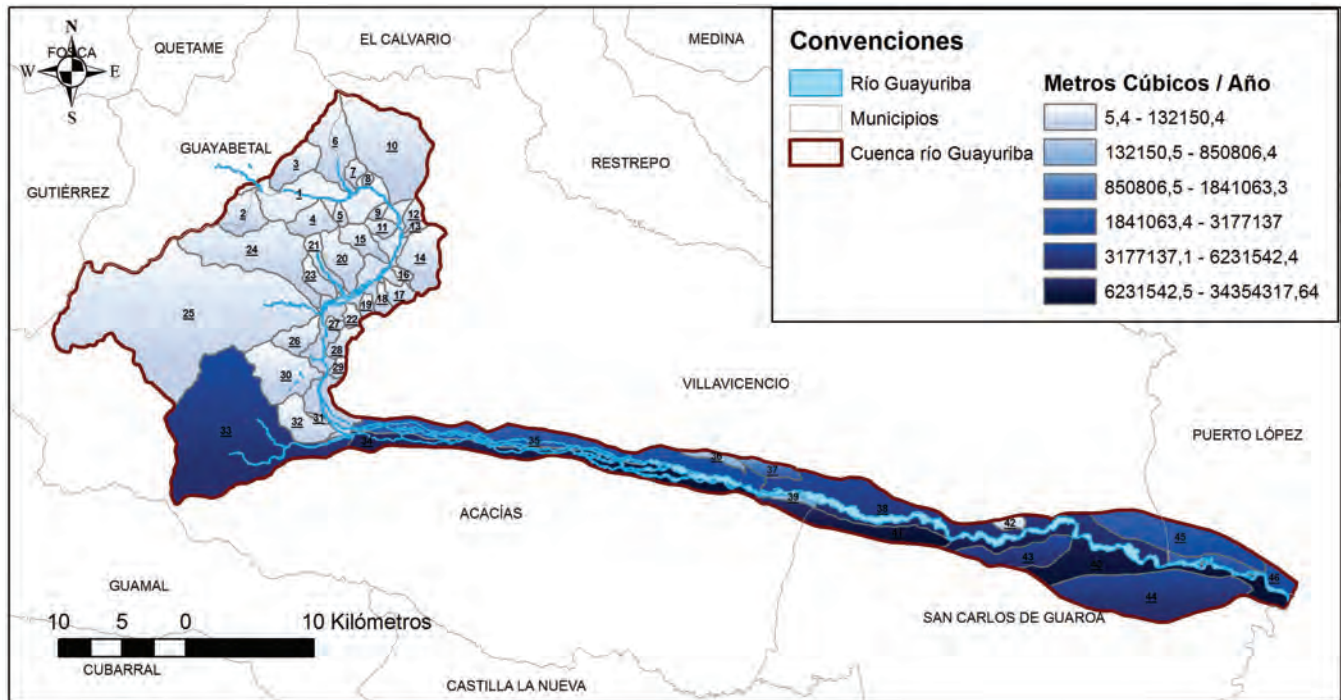 N
W
E
S
FOSCA
QUETAME
EL CALVARIO
MEDINA
GUAYABETAL
GUTIÉRREZ
RESTREPO
VILLAVICENCIO
PUERTO LÓPEZ
ACACÍAS
SAN CARLOS DE GUAROA
GUAMAL
CUBARRAL
CASTILLA LA NUEVA
Convenciones
Río Guayuriba
Municipios
Cuenca río Guayuriba
Metros Cúbicos / Año
5,4 - 132150,4
132150,5 - 850806,4
850806,5 - 1841063,3
1841063,4 - 3177137
3177137,1 - 6231542,4
6231542,5 - 34354317,64
6
10
3
7
8
1
2
4
5
9
12
11
13
21
15
24
20
14
23
16
17
18
19
25
22
27
26
28
29
30
32
31
33
34
35
36
37
39
38
41
42
43
40
45
46
44
10 5 0 10 Kilómetros